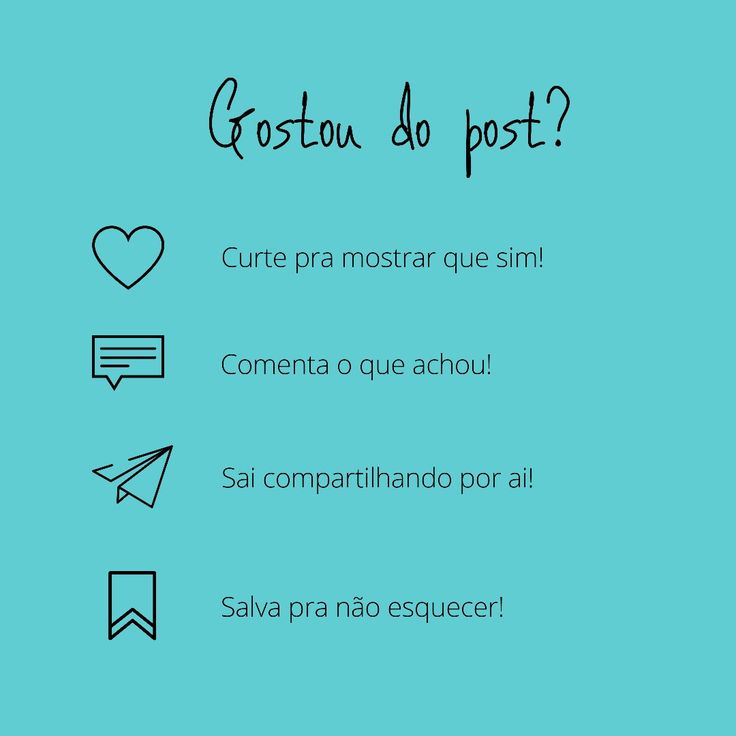 Gostou do post?
Curte pra mostrar que sim!
Comenta o que achou!
Sai compartilhando por ai!
Salva pra não esquecer!